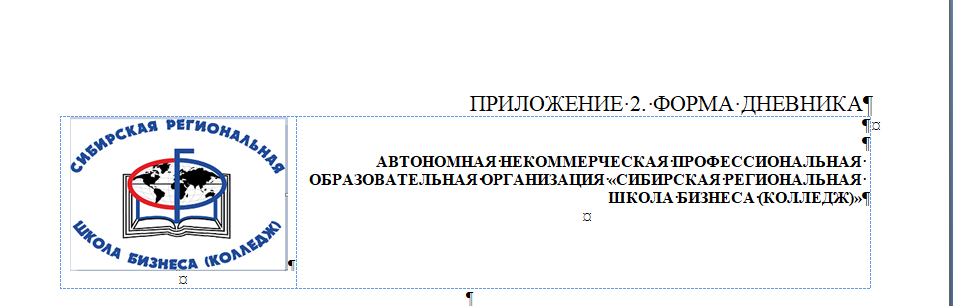 ПРИЛОЖЕНИЕ 2. ФОРМА ДНЕВНИКА
СИБИРСКАЯ РЕГИОНАЛЬНАЯ
ШКОЛА БИЗНЕСА (КОЛЛЕДЖ)
АВТОНОМНАЯ НЕКОММЕРЧЕСКАЯ ПРОФЕССИОНАЛЬНАЯ
ОБРАЗОВАТЕЛЬНАЯ ОРГАНИЗАЦИЯ «СИБИРСКАЯ РЕГИОНАЛЬНАЯ
ШКОЛА БИЗНЕСА (КОЛЛЕДЖ)»